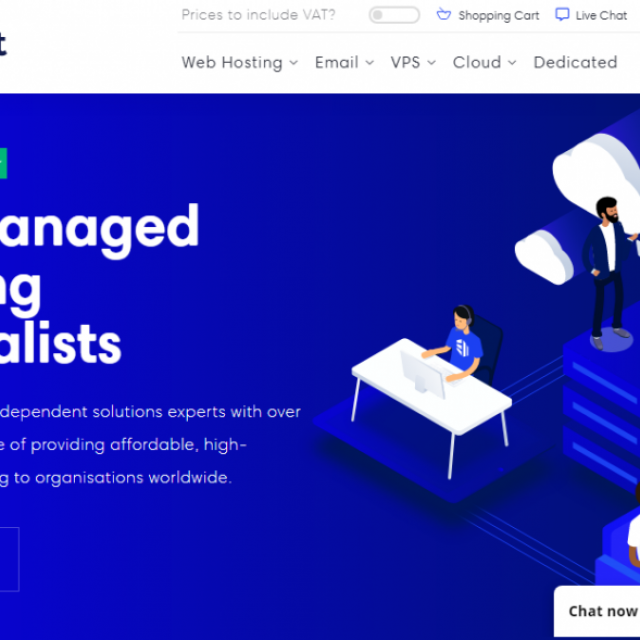 Prices to include VAT? Shopping Cart Live Chat
t
Web Hosting Email VPS Cloud Dedicated
anaged
ng
alists
dependent solutions experts with over
e of providing affordable, high-
g to organisations worldwide.
Chat now